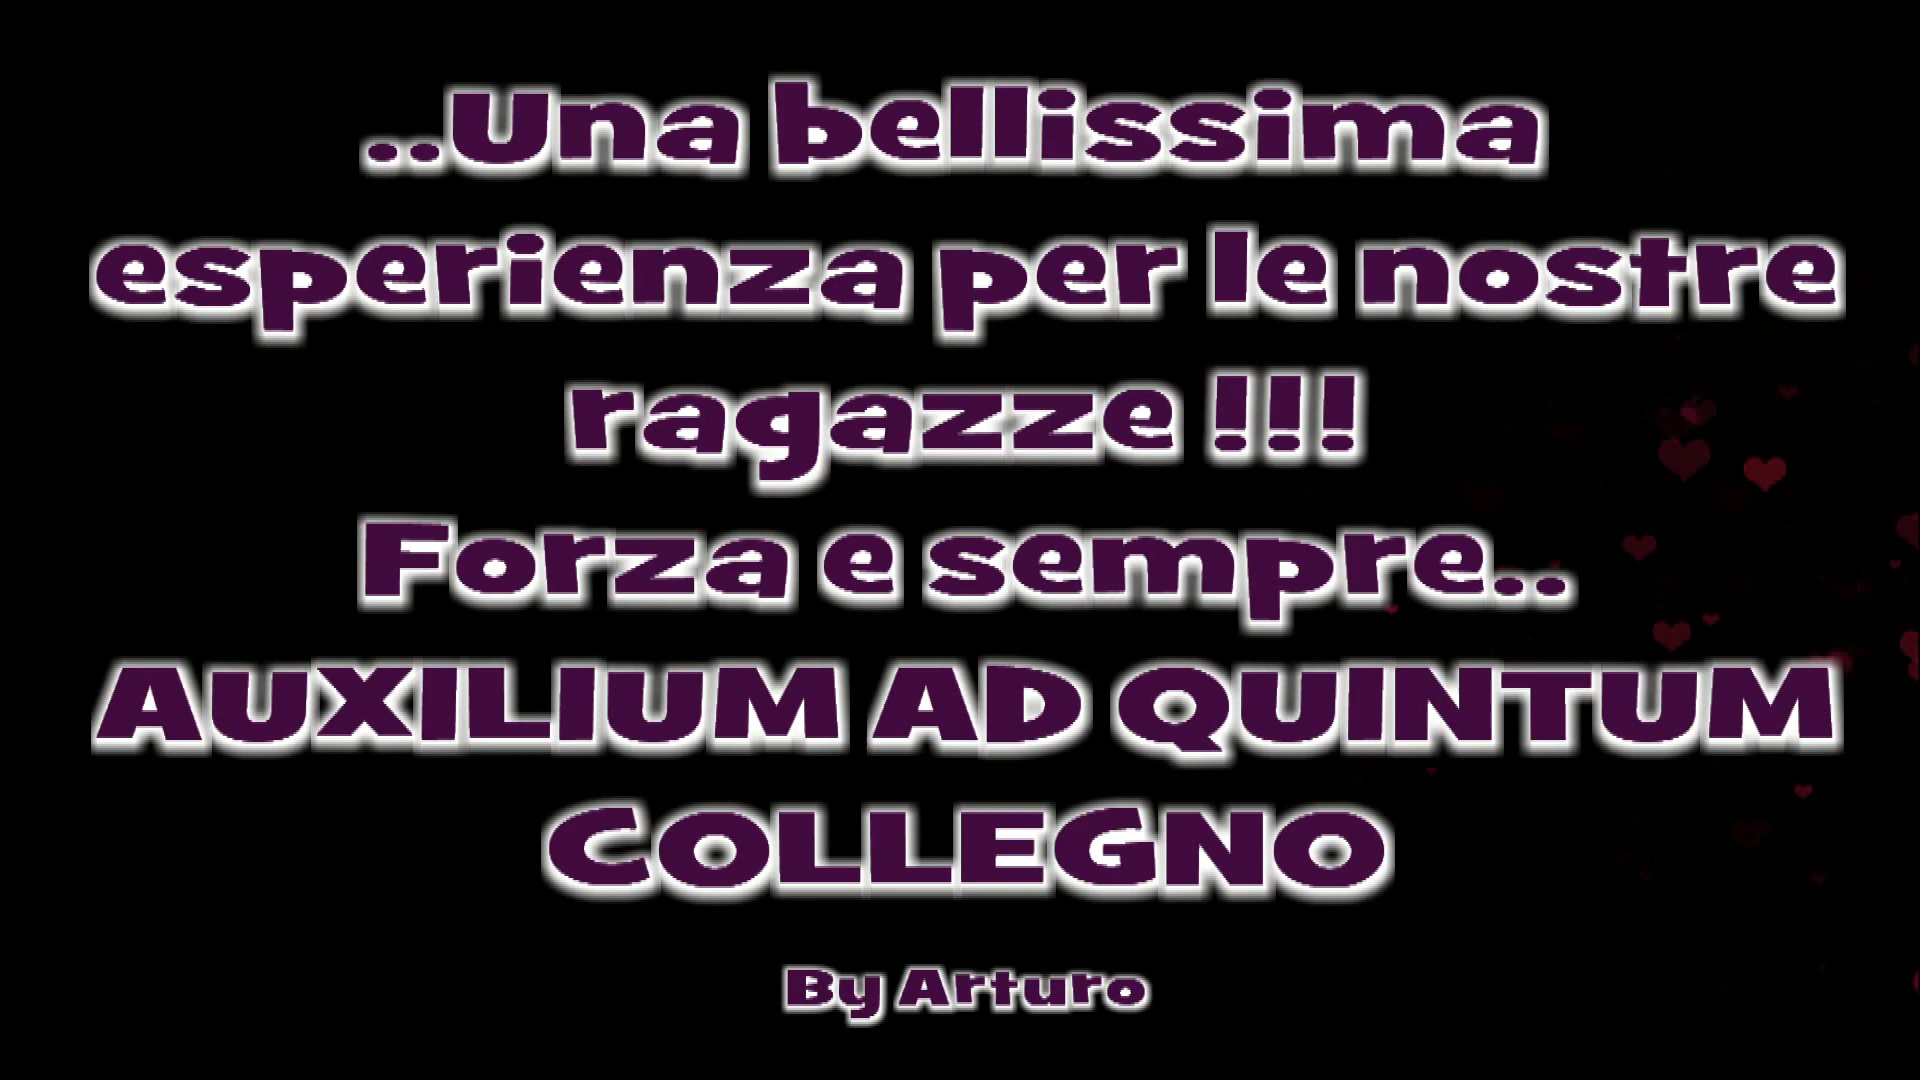 ..Una bellissima
esperienza per le nostre
ragazze !!!
Forza e sempre..
AUXILIUM AD QUINTUM
COLLEGNO
By Arturo